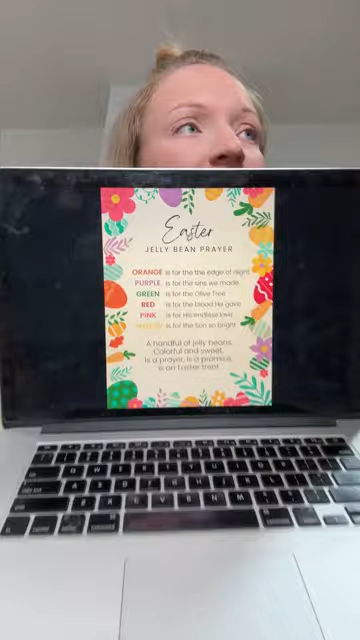 Easter
JELLY BEAN PRAYER
ORANGE is for the the edge of night
PURPLE is for the sins we made
GREEN is for the Olive Tree
RED is for the blood He gave
PINK is for His endless love
YELLOW is for the Son so bright
A handful of jelly beans,
Colorful and sweet,
Is a prayer, is a promise,
is an Easter treat